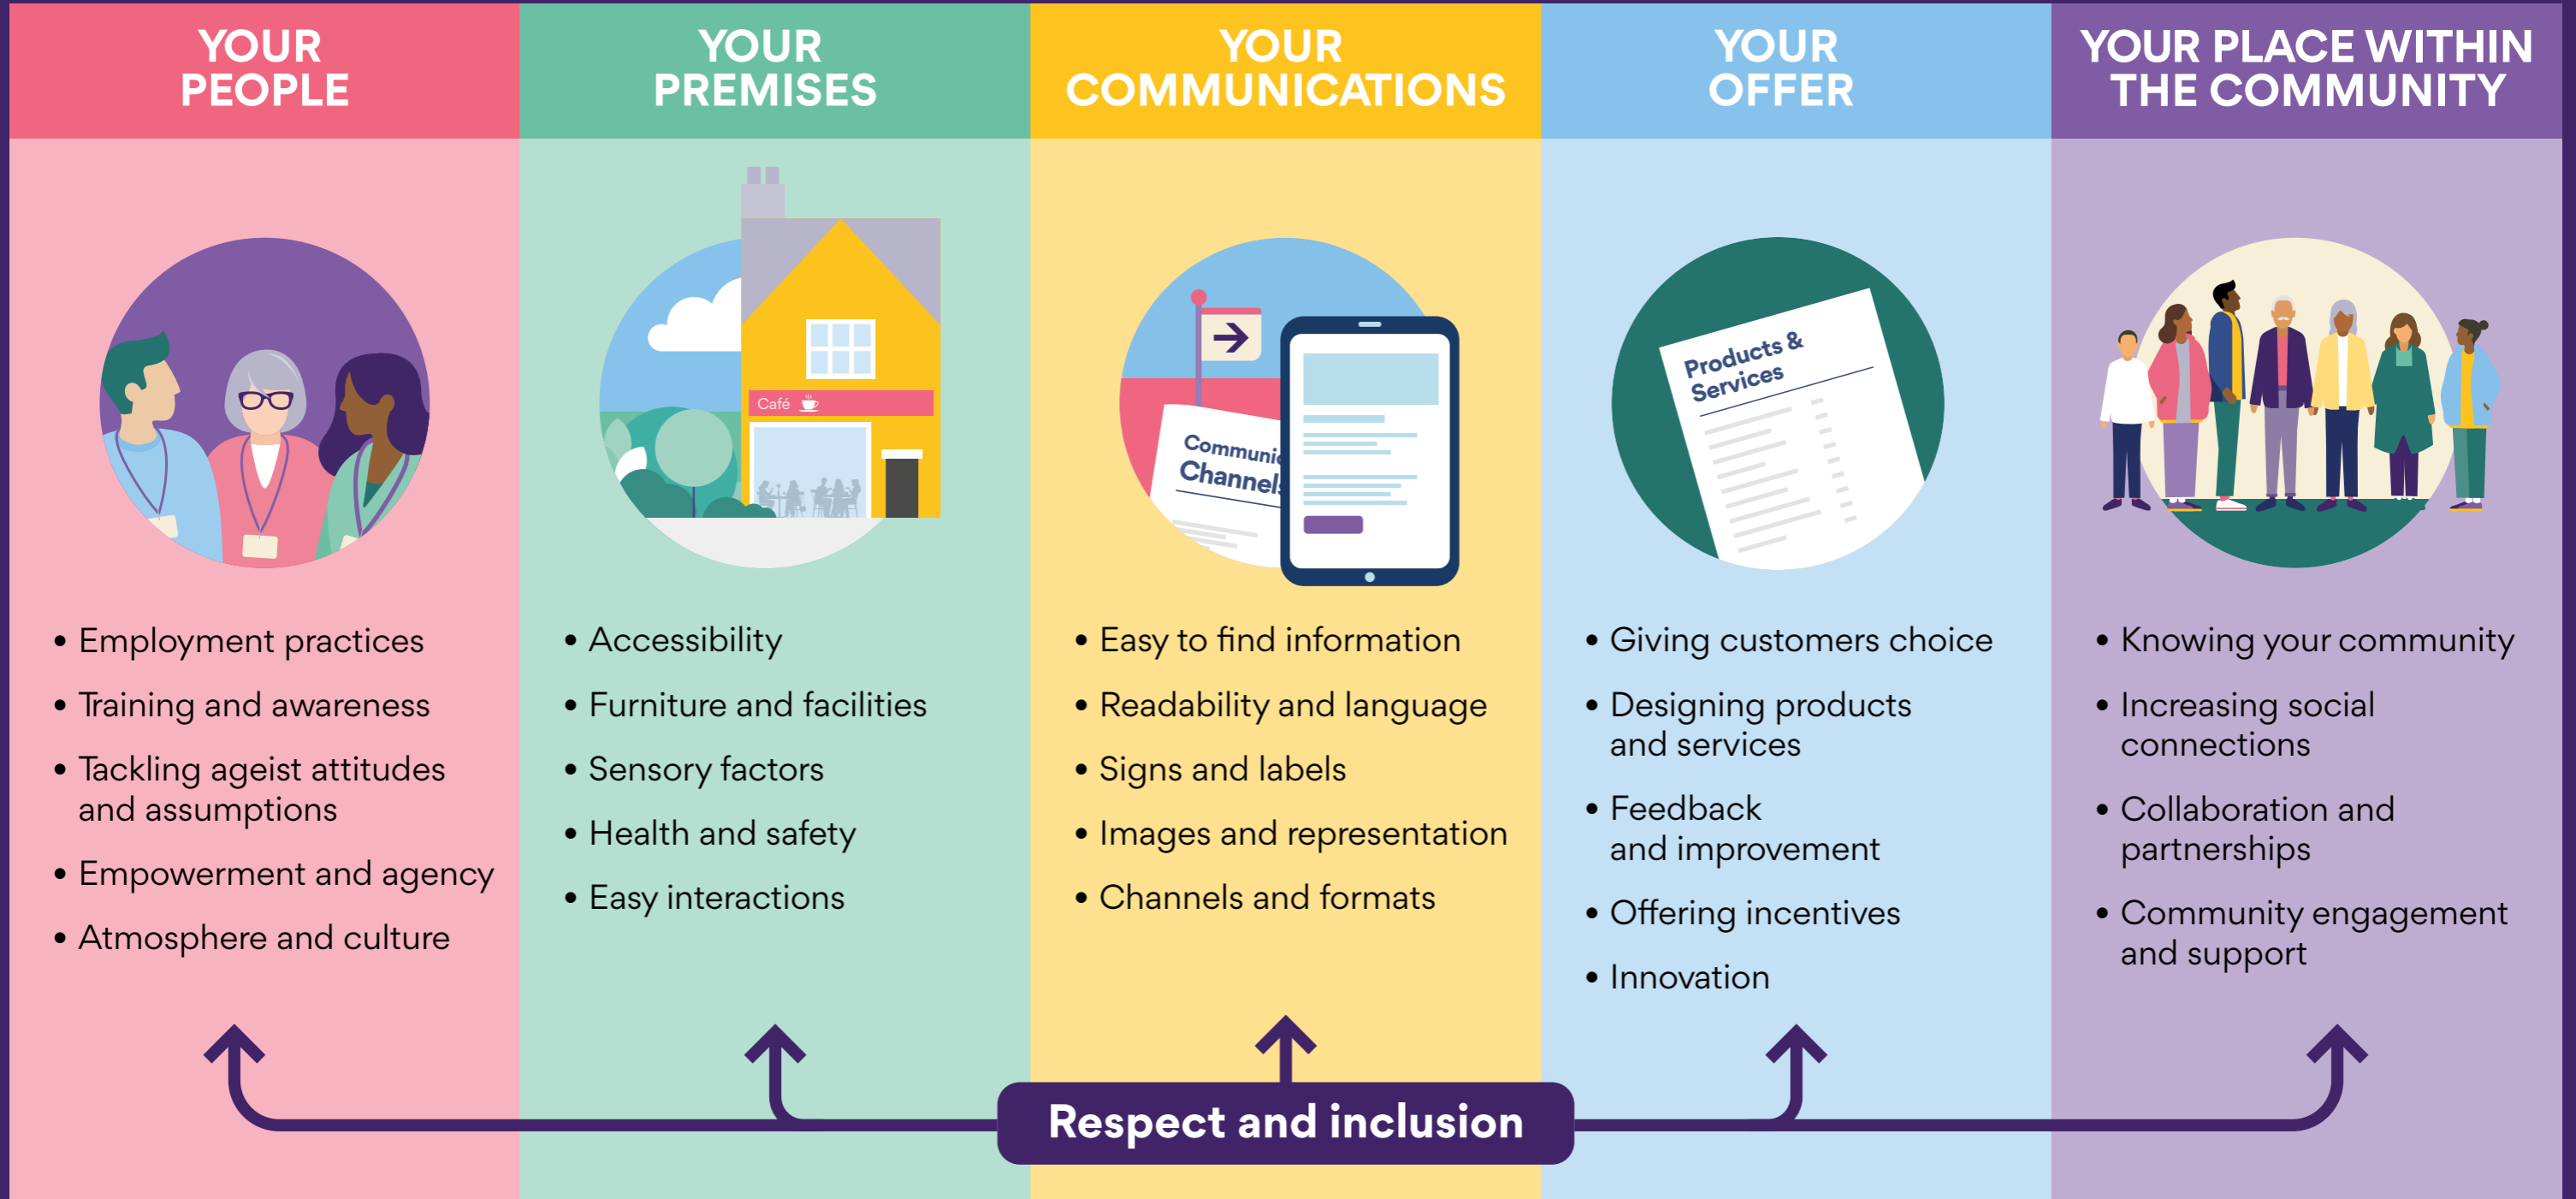 YOUR
PEOPLE
• Employment practices
• Training and awareness
• Tackling ageist attitudes
and assumptions
• Empowerment and agency
• Atmosphere and culture
YOUR
PREMISES
Café
• Accessibility
• Furniture and facilities
• Sensory factors
• Health and safety
• Easy interactions
YOUR
COMMUNICATIONS
Communic
Channels
• Easy to find information
• Readability and language
• Signs and labels
• Images and representation
• Channels and formats
YOUR
OFFER
Products &
Services
• Giving customers choice
• Designing products
and services
• Feedback
and improvement
• Offering incentives
• Innovation
YOUR PLACE WITHIN
THE COMMUNITY
• Knowing your community
• Increasing social
connections
• Collaboration and
partnerships
• Community engagement
and support
Respect and inclusion